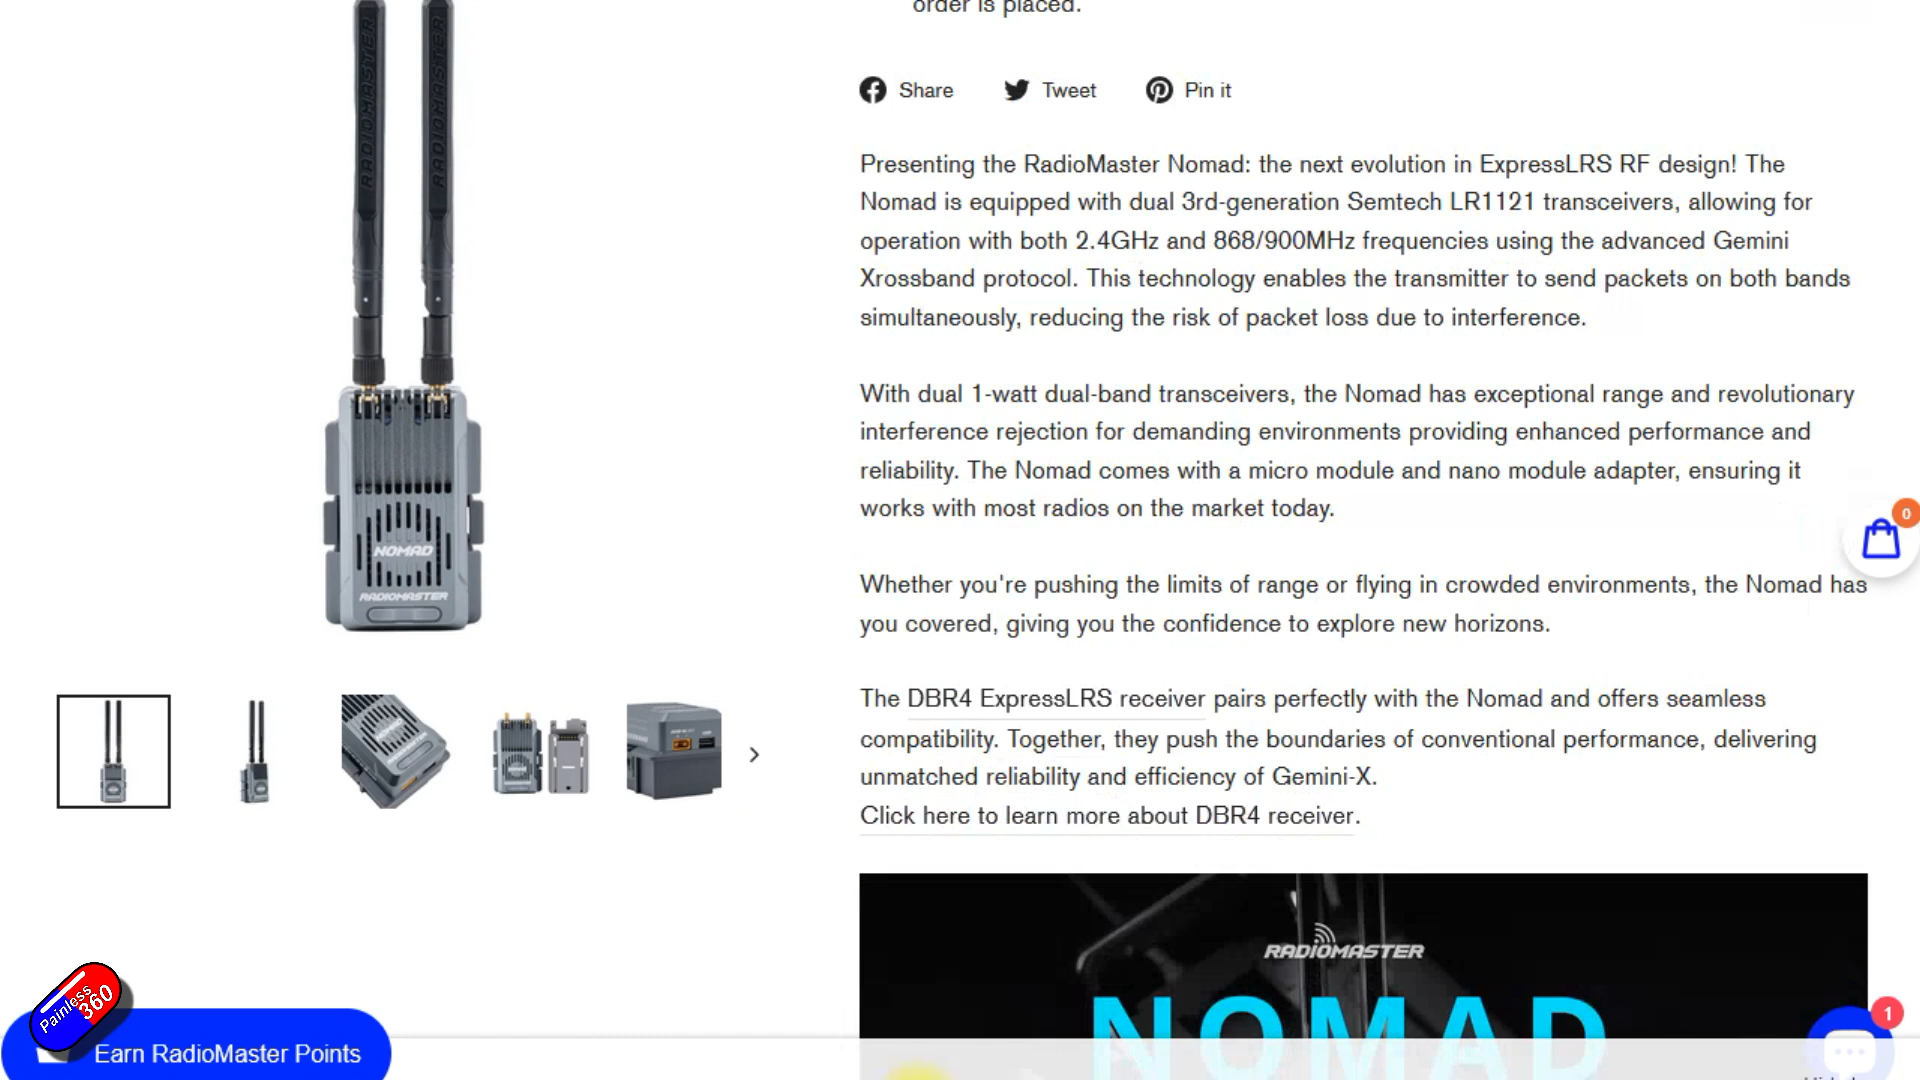 order is placed.
Share Tweet Pin it
Presenting the RadioMaster Nomad: the next evolution in ExpressLRS RF design! The
Nomad is equipped with dual 3rd-generation Semtech LR1121 transceivers, allowing for
operation with both 2.4GHz and 868/900MHz frequencies using the advanced Gemini
Xrossband protocol. This technology enables the transmitter to send packets on both bands
simultaneously, reducing the risk of packet loss due to interference.
With dual 1-watt dual-band transceivers, the Nomad has exceptional range and revolutionary
interference rejection for demanding environments providing enhanced performance and
reliability. The Nomad comes with a micro module and nano module adapter, ensuring it
works with most radios on the market today.
Whether you're pushing the limits of range or flying in crowded environments, the Nomad has
you covered, giving you the confidence to explore new horizons.
The DBR4 ExpressLRS receiver pairs perfectly with the Nomad and offers seamless
compatibility. Together, they push the boundaries of conventional performance, delivering
unmatched reliability and efficiency of Gemini-X.
Click here to learn more about DBR4 receiver.
RADIOMASTER
NOMAD
RADIOMASTER
RADIOMASTER
NOMAD
RADIOMASTER
0
1
Painless
360
Earn RadioMaster Points